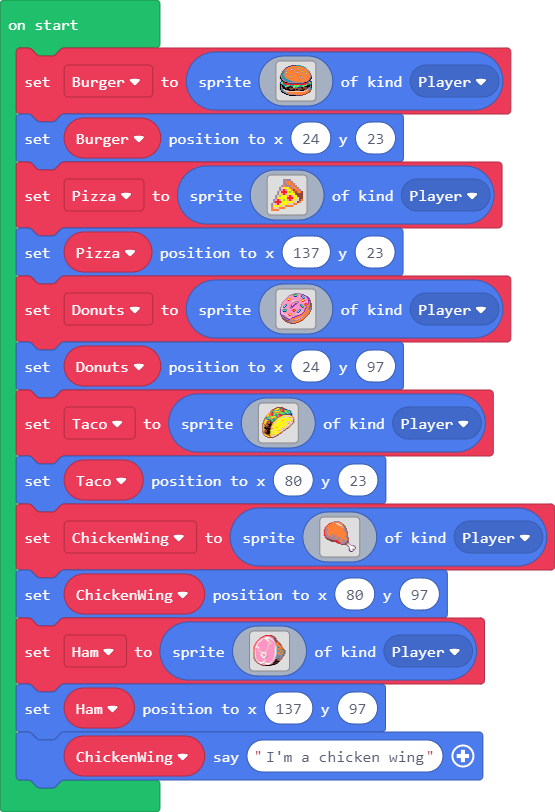 on start
set Burger to sprite of kind Player
set Burger position to x 24 y 23
set Pizza to sprite of kind Player
set Pizza position to x 137 y 23
set Donuts to sprite of kind Player
set Donuts position to x 24 y 97
set Taco to sprite of kind Player
set Taco position to x 80 y 23
set ChickenWing to sprite of kind Player
set ChickenWing position to x 80 y 97
set Ham to sprite of kind Player
set Ham position to x 137 y 97
ChickenWing say "I'm a chicken wing"